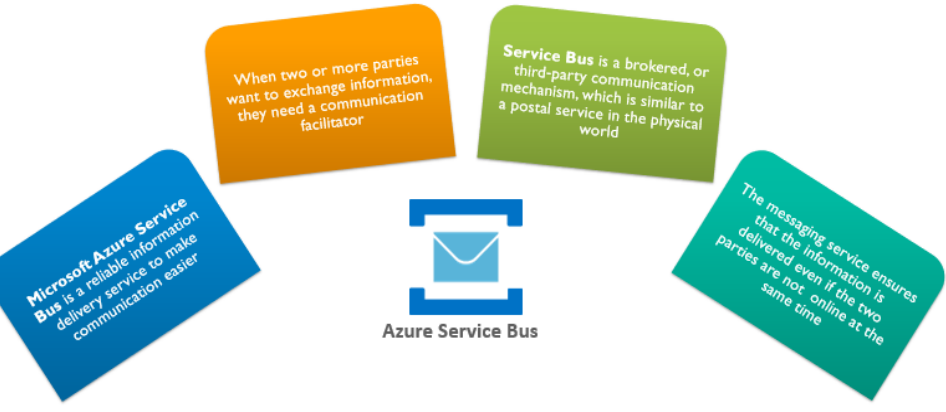 Microsoft Azure Service
Bus is a reliable information
delivery service to make
communication easier
When two or more parties
want to exchange information,
they need a communication
facilitator
Service Bus is a brokered, or
third-party communication
mechanism, which is similar to
a postal service in the physical
world
The messaging service ensures
that the information is
delivered even if the two
parties are not online at the
same time
Azure Service Bus